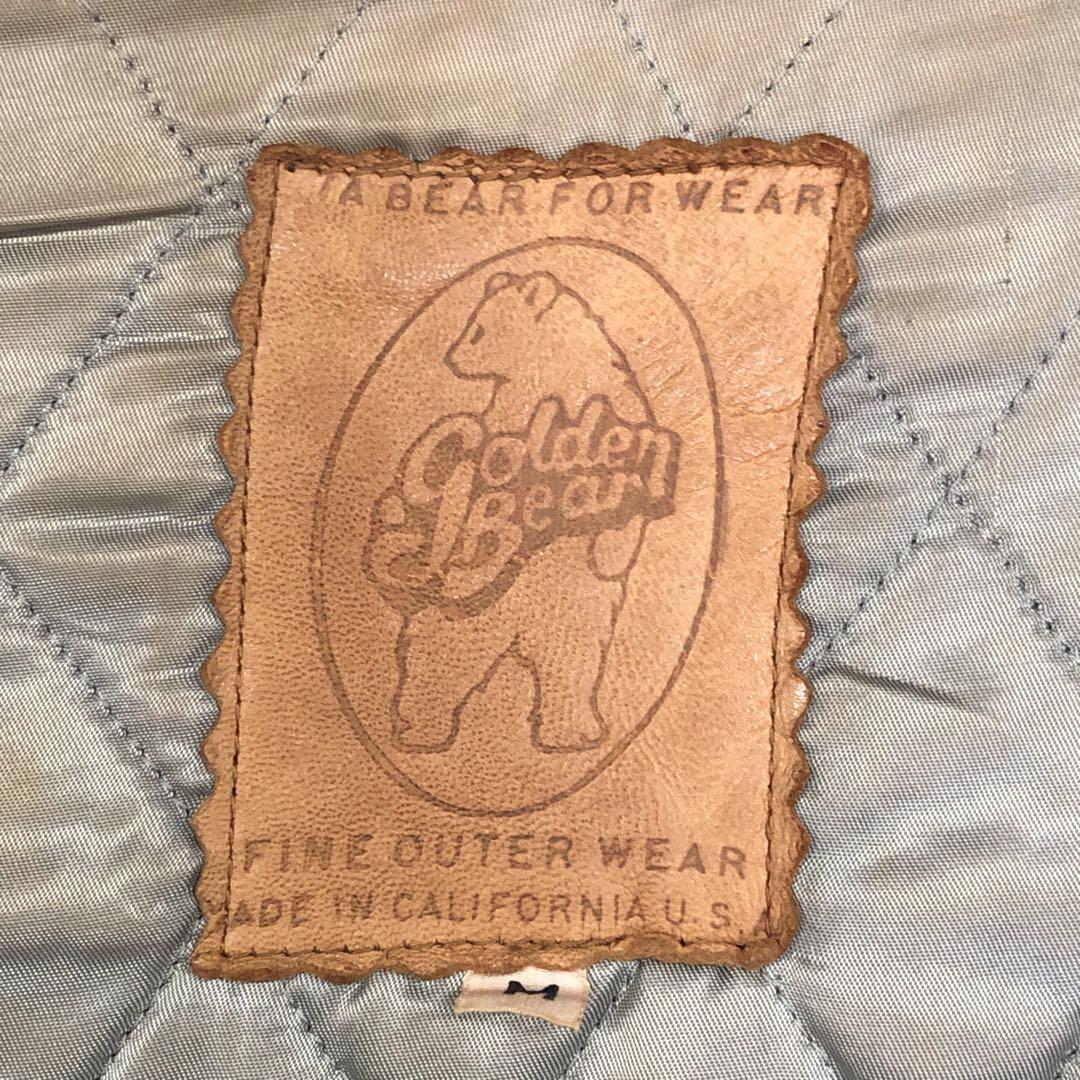 A BEAR FOR WEAR
Golden
Bear
FINE OUTER WEAR
MADE IN CALIFORNIA U.S.A
M